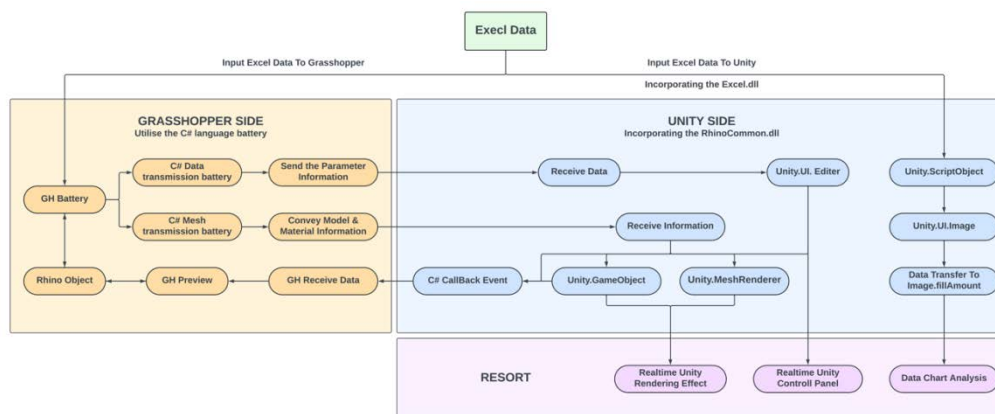 Execl Data
Input Excel Data To Grasshopper
Input Excel Data To Unity
Incorporating the Excel.dll
GRASSHOPPER SIDE
Utilise the C# language battery
UNITY SIDE
Incorporating the RhinoCommon.dll
C# Data
transmission battery
Send the Parameter
Information
Receive Data
Unity.UI. Editer
Unity.ScriptObject
GH Battery
C# Mesh
transmission battery
Convey Model &
Material Information
Receive Information
Unity.UI.Image
Rhino Object
GH Preview
GH Receive Data
C# CallBack Event
Unity.GameObject
Unity.MeshRenderer
Data Transfer To
Image.fillAmount
RESORT
Realtime Unity
Rendering Effect
Realtime Unity
Controll Panel
Data Chart Analysis